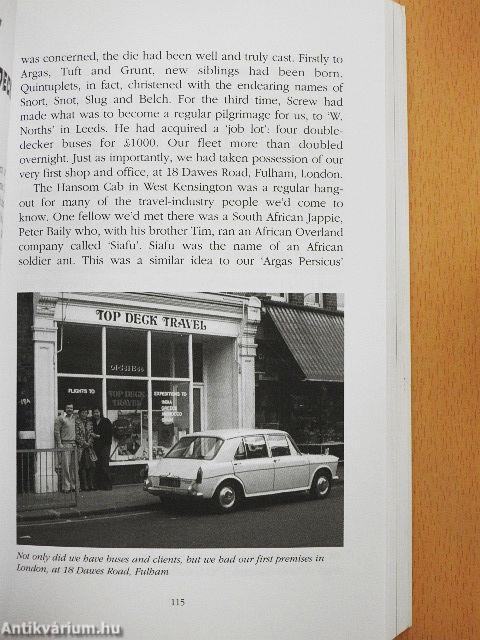 was concerned, the die had been well and truly cast. Firstly to
Argas, Tuft and Grunt, new siblings had been born.
Quintuplets, in fact, christened with the endearing names of
Snort, Snot, Slug and Belch. For the third time, Screw had
made what was to become a regular pilgrimage for us, to 'W.
Norths' in Leeds. He had acquired a 'job lot': four double-
decker buses for £1000. Our fleet more than doubled
overnight. Just as importantly, we had taken possession of our
very first shop and office, at 18 Dawes Road, Fulham, London.
The Hansom Cab in West Kensington was a regular hang-
out for many of the travel-industry people we'd come to
know. One fellow we'd met there was a South African Jappie,
Peter Baily who, with his brother Tim, ran an African Overland
company called 'Siafu'. Siafu was the name of an African
soldier ant. This was a similar idea to our 'Argas Persicus'
TOP DECK TRAVEL
FLIGHTS TO
TOP DECK
TRAVEL
EXPEDITIONS TO
INDIA
GREECE
MOROCCO
Not only did we have buses and clients, but we had our first premises in
London, at 18 Dawes Road, Fulham
115
Antikvárium.hu